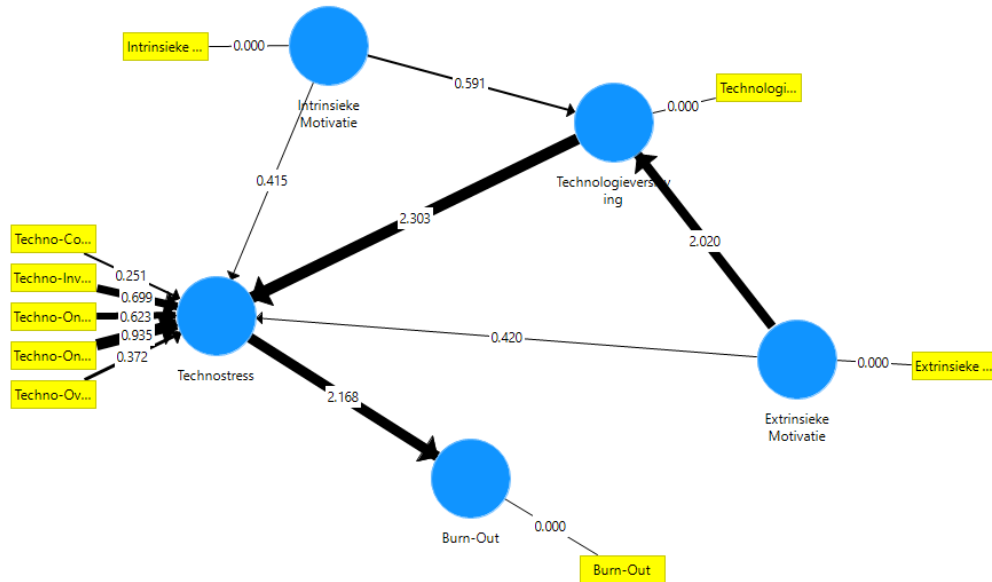 Intrinsieke ...
0.000
Intrinsieke
Motivatie
0.591
0.000
Technologi...
Technologieverslav
ing
0.415
2.303
2.020
Techno-Co...
0.251
Techno-Inv...
0.699
Techno-On...
0.623
Techno-On...
0.935
Techno-Ov...
0.372
Technostress
0.420
0.000
Extrinsieke ...
Extrinsieke
Motivatie
2.168
Burn-Out
0.000
Burn-Out